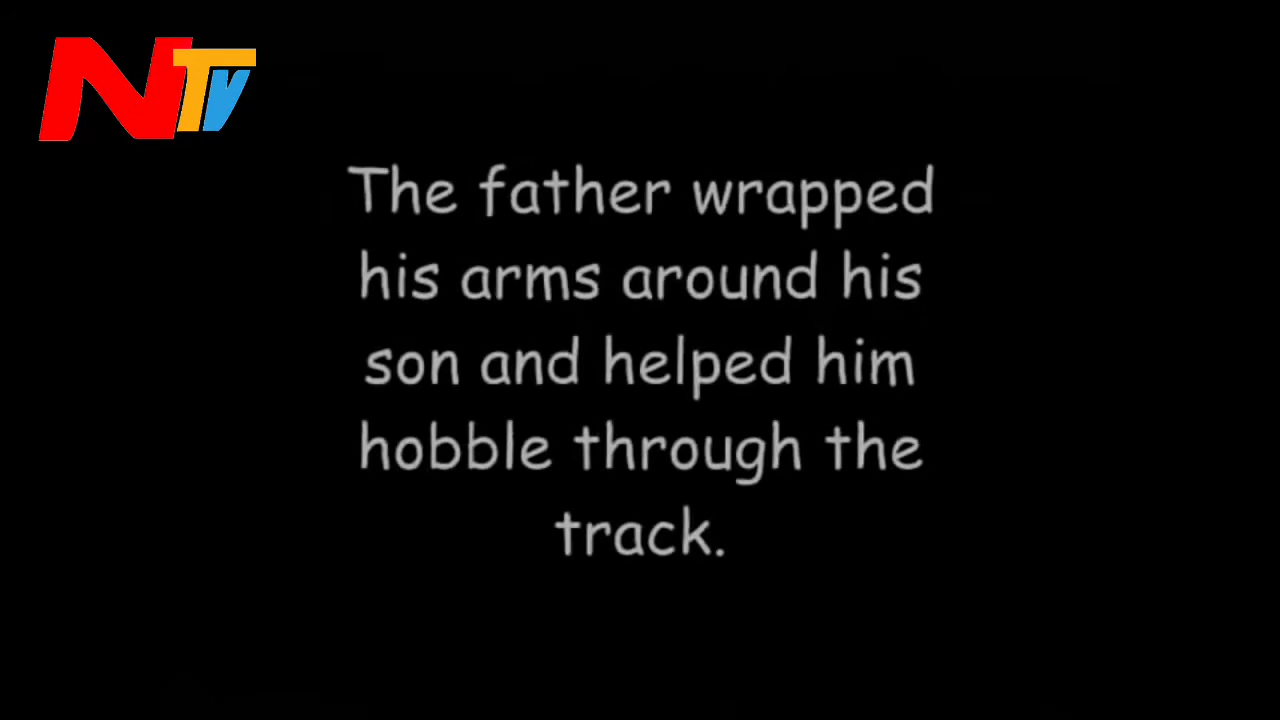 NTv
The father wrapped
his arms around his
son and helped him
hobble through the
track.